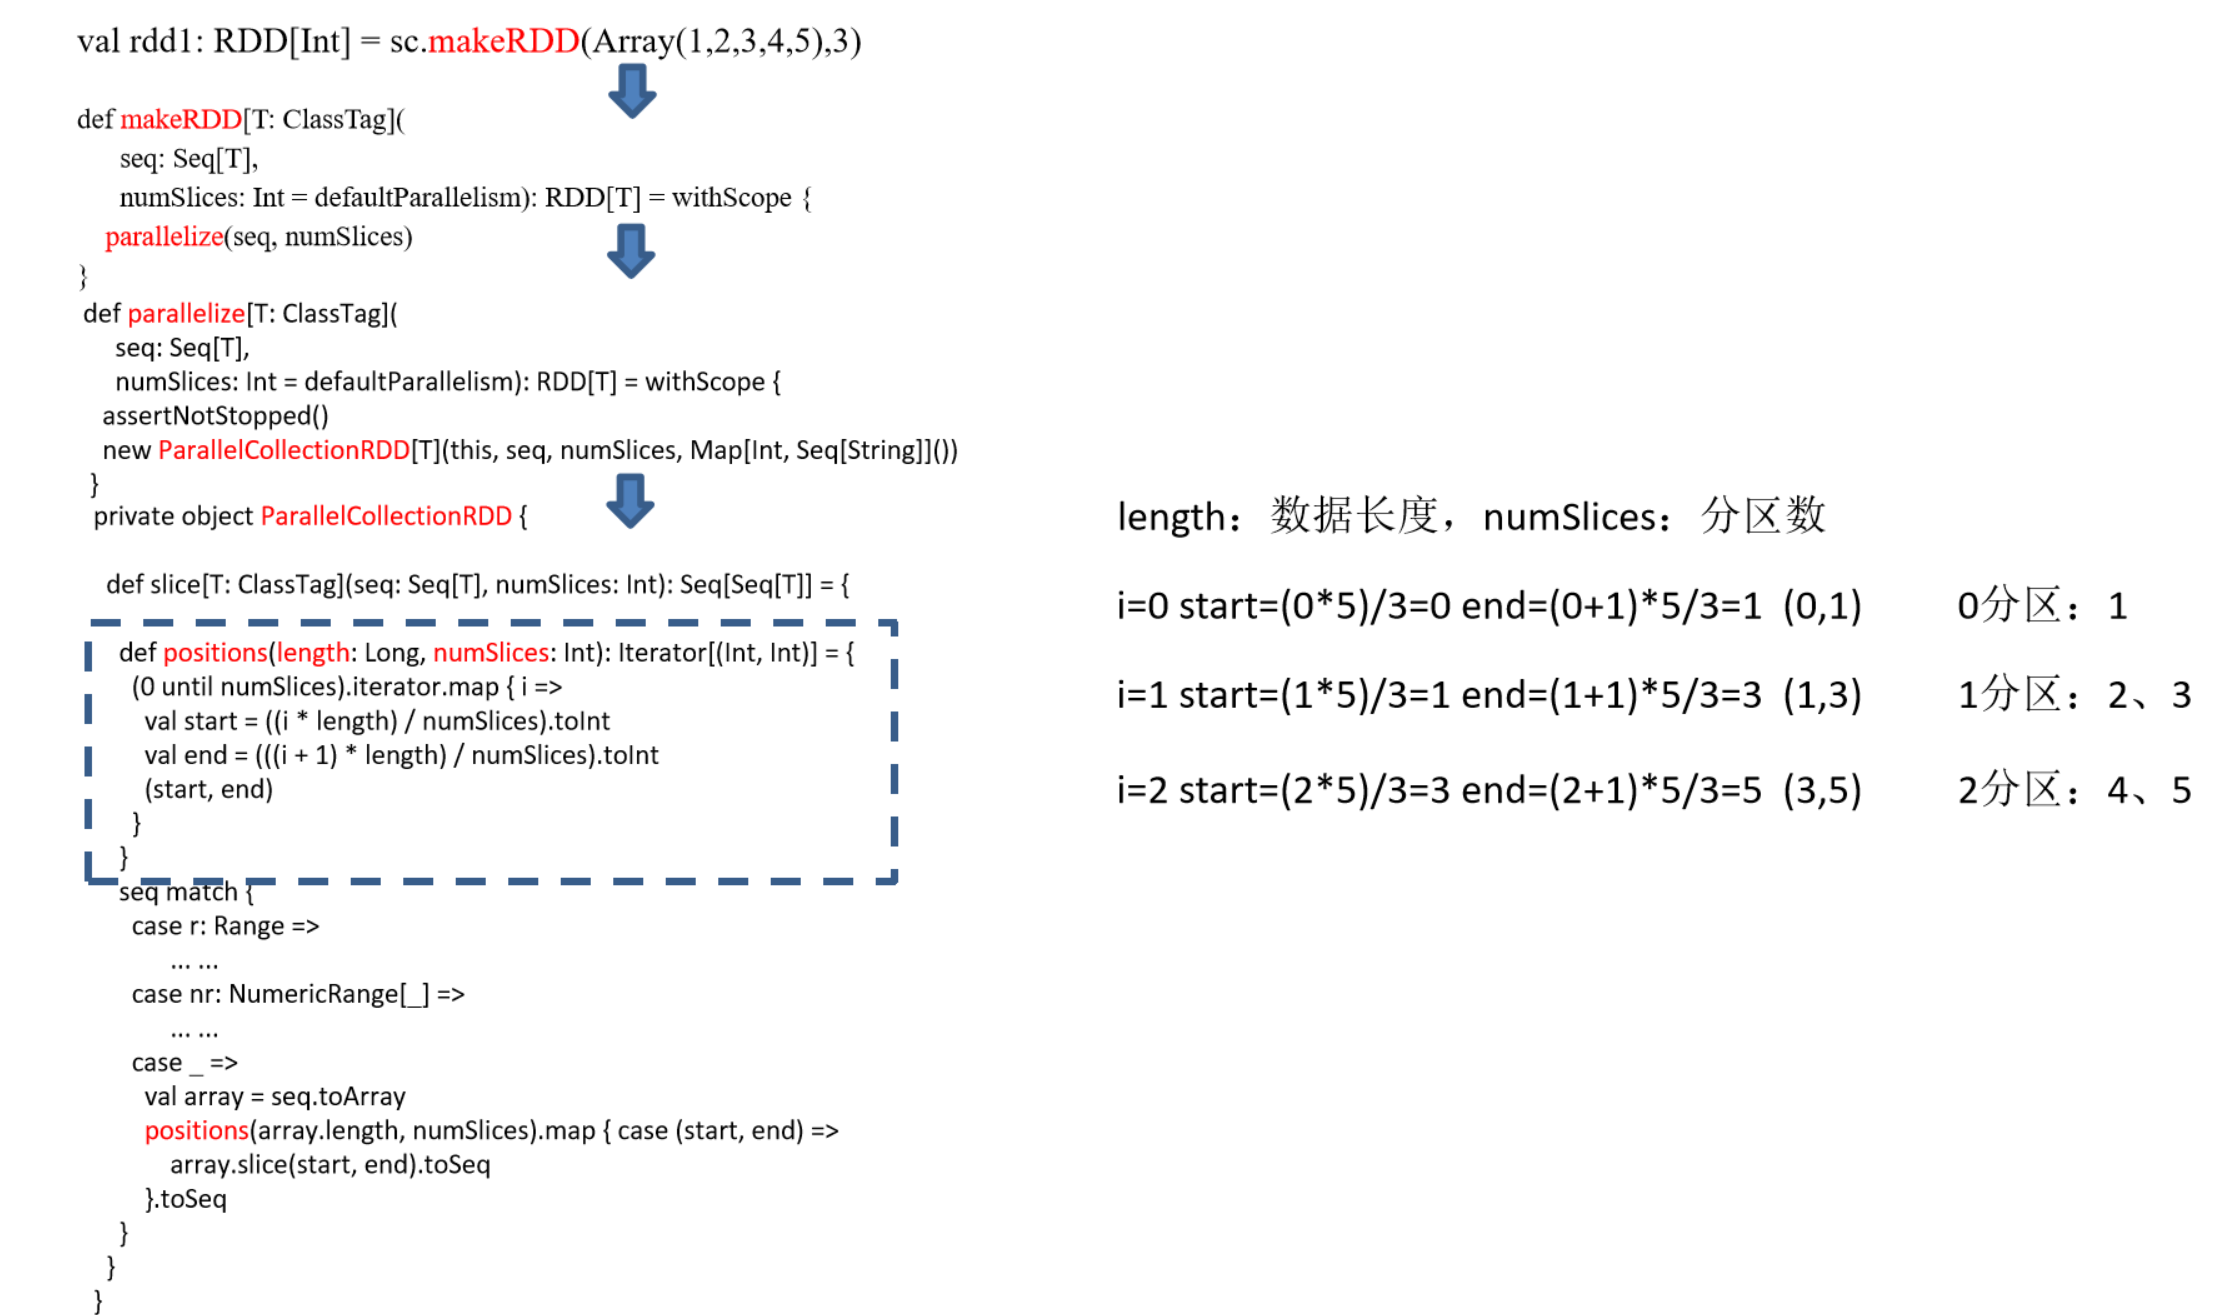 val rdd1: RDD[Int] = sc.makeRDD(Array(1,2,3,4,5),3)
def makeRDD[T: ClassTag](
seq: Seq[T],
numSlices: Int = defaultParallelism): RDD[T] = withScope {
parallelize(seq, numSlices)
}
def parallelize[T: ClassTag](
seq: Seq[T],
numSlices: Int = defaultParallelism): RDD[T] = withScope {
assertNotStopped()
new ParallelCollectionRDD[T](this, seq, numSlices, Map[Int, Seq[String]]())
}
private object ParallelCollectionRDD {
def slice[T: ClassTag](seq: Seq[T], numSlices: Int): Seq[Seq[T]] = {
def positions(length: Long, numSlices: Int): Iterator[(Int, Int)] = {
(0 until numSlices).iterator.map { i =>
val start = ((i * length) / numSlices).toInt
val end = (((i + 1) * length) / numSlices).toInt
(start, end)
}
}
seq match {
case r: Range =>
... ...
case nr: NumericRange[_] =>
... ...
case _ =>
val array = seq.toArray
positions(array.length, numSlices).map { case (start, end) =>
array.slice(start, end).toSeq
}.toSeq
}
}
}
length：数据长度，numSlices：分区数
i=0 start=(0*5)/3=0 end=(0+1)*5/3=1 (0,1) 0分区：1
i=1 start=(1*5)/3=1 end=(1+1)*5/3=3 (1,3) 1分区：2、3
i=2 start=(2*5)/3=3 end=(2+1)*5/3=5 (3,5) 2分区：4、5